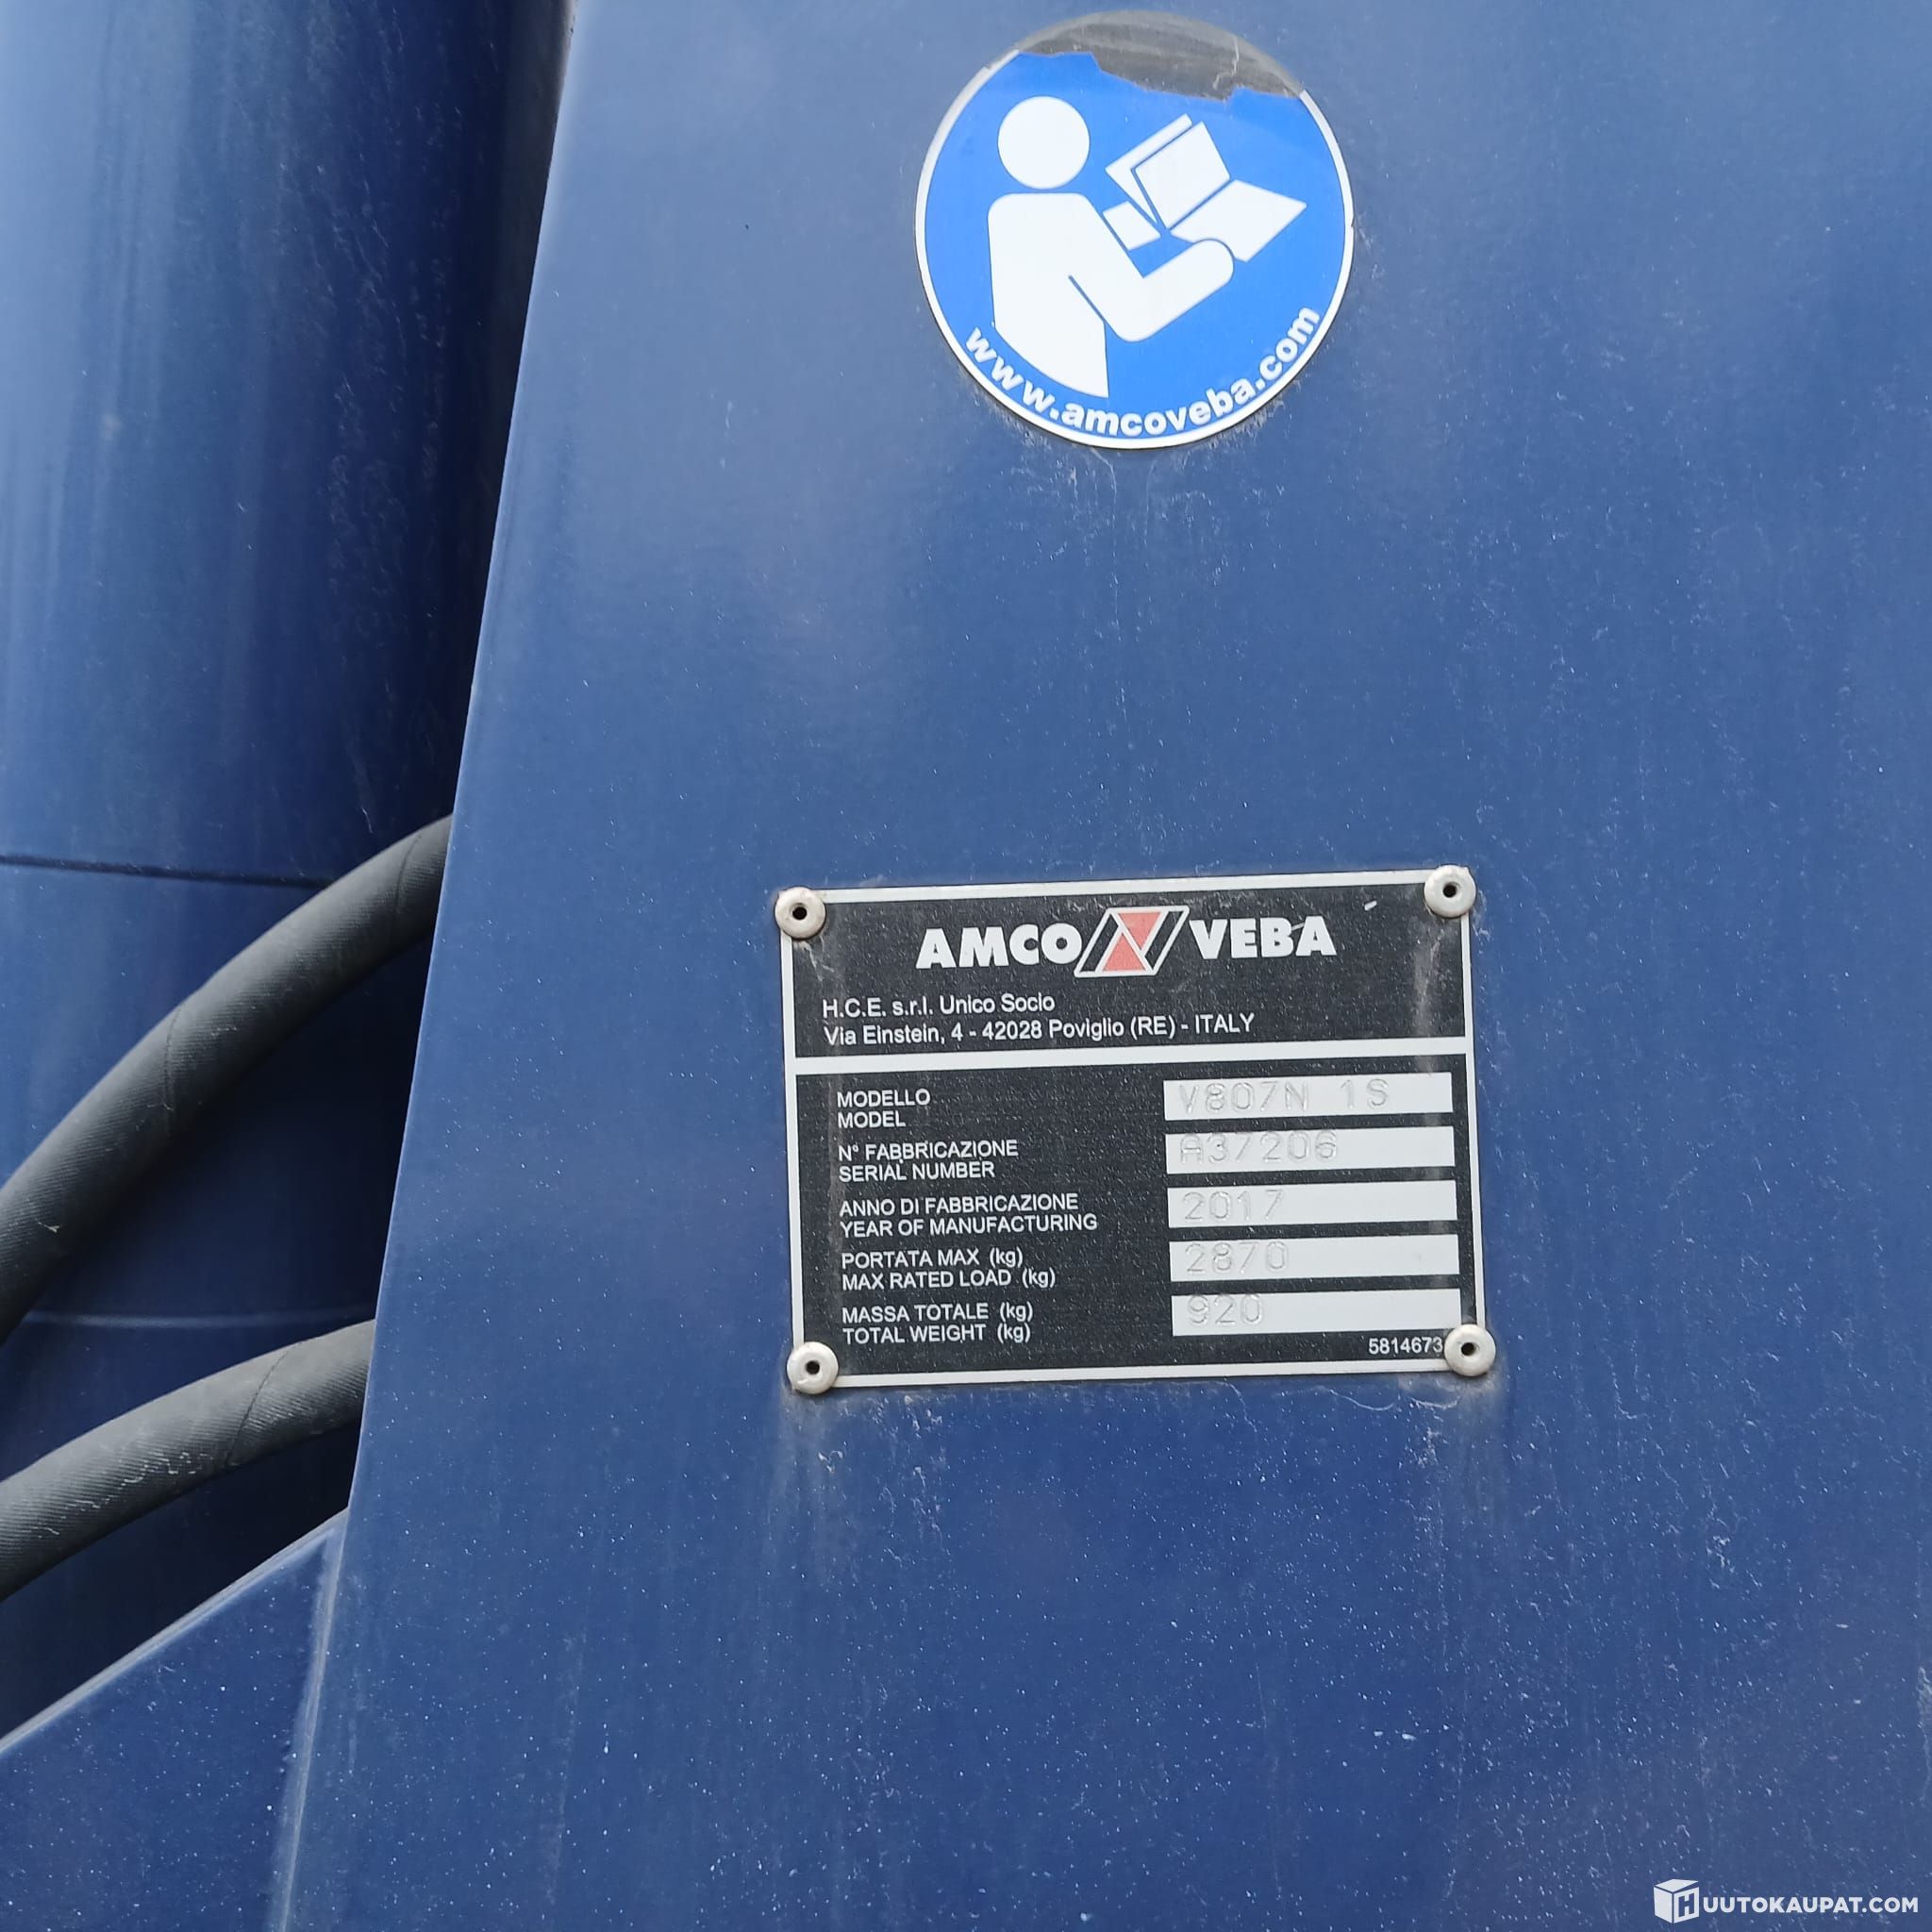 www.amcoveba.com
AMCO VEBA
H.C.E. s.r.l. Unico Socio
Via Einstein, 4 - 42028 Poviglio (RE) - ITALY
MODELLO
MODEL
V807N 1S
N° FABBRICAZIONE
SERIAL NUMBER
A37206
ANNO DI FABBRICAZIONE
YEAR OF MANUFACTURING
2017
PORTATA MAX (kg)
MAX RATED LOAD (kg)
2870
MASSA TOTALE (kg)
TOTAL WEIGHT (kg)
920
5814673
HUUTOKAUPAT.COM